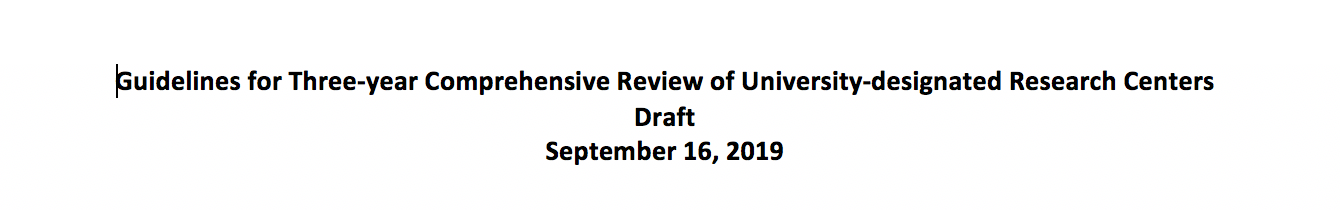 Guidelines for Three-year Comprehensive Review of University-designated Research Centers
Draft
September 16, 2019